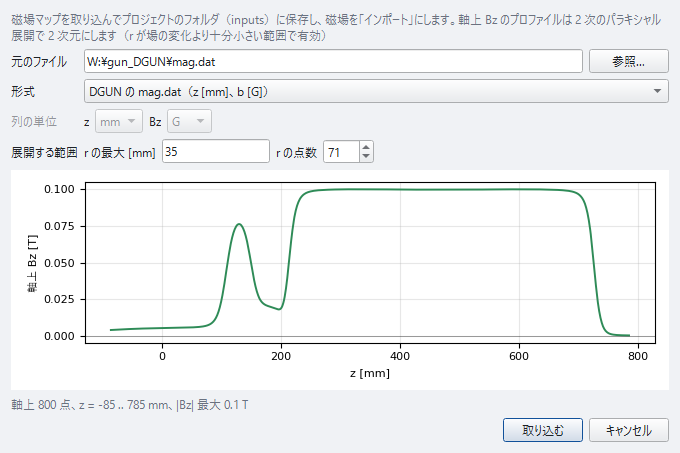 磁場マップを取り込んでプロジェクトのフォルダ（inputs）に保存し、磁場を「インポート」にします。軸上 Bz のプロファイルは 2 次のパラキシャル
展開で 2 次元にします（r が場の変化より十分小さい範囲で有効）
元のファイル W:¥gun_DGUN¥mag.dat 参照...
形式 DGUN の mag.dat（z [mm]、b [G]）
列の単位 z mm Bz G
展開する範囲 r の最大 [mm] 35 r の点数 71
0.100
0.075
0.050
0.025
0.000
軸上 Bz [T]
0 200 400 600 800
z [mm]
軸上 800 点、z = -85 .. 785 mm、|Bz| 最大 0.1 T
取り込む キャンセル